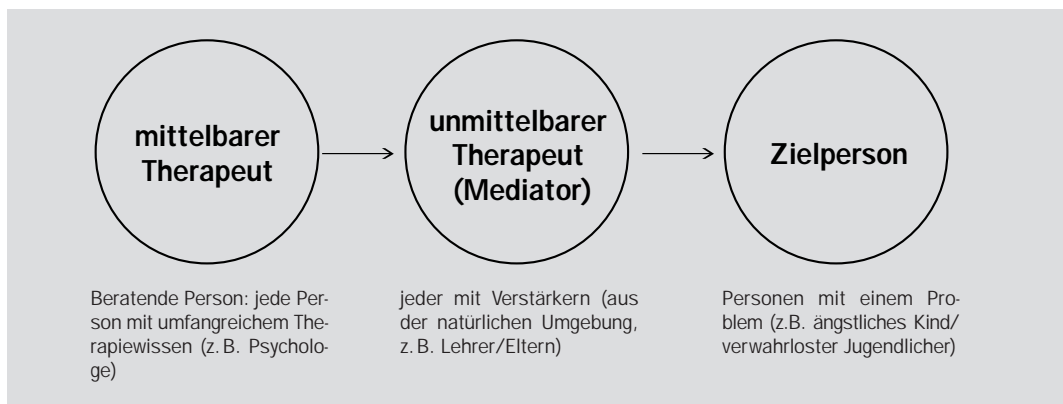 mittelbarer
Therapeut
unmittelbarer
Therapeut
(Mediator)
Zielperson
Beratende Person: jede Per-
son mit umfangreichem The-
rapiewissen (z. B. Psycholo-
ge)
jeder mit Verstärkern (aus
der natürlichen Umgebung,
z. B. Lehrer/Eltern)
Personen mit einem Pro-
blem (z.B. ängstliches Kind/
verwahrloster Jugendlicher)